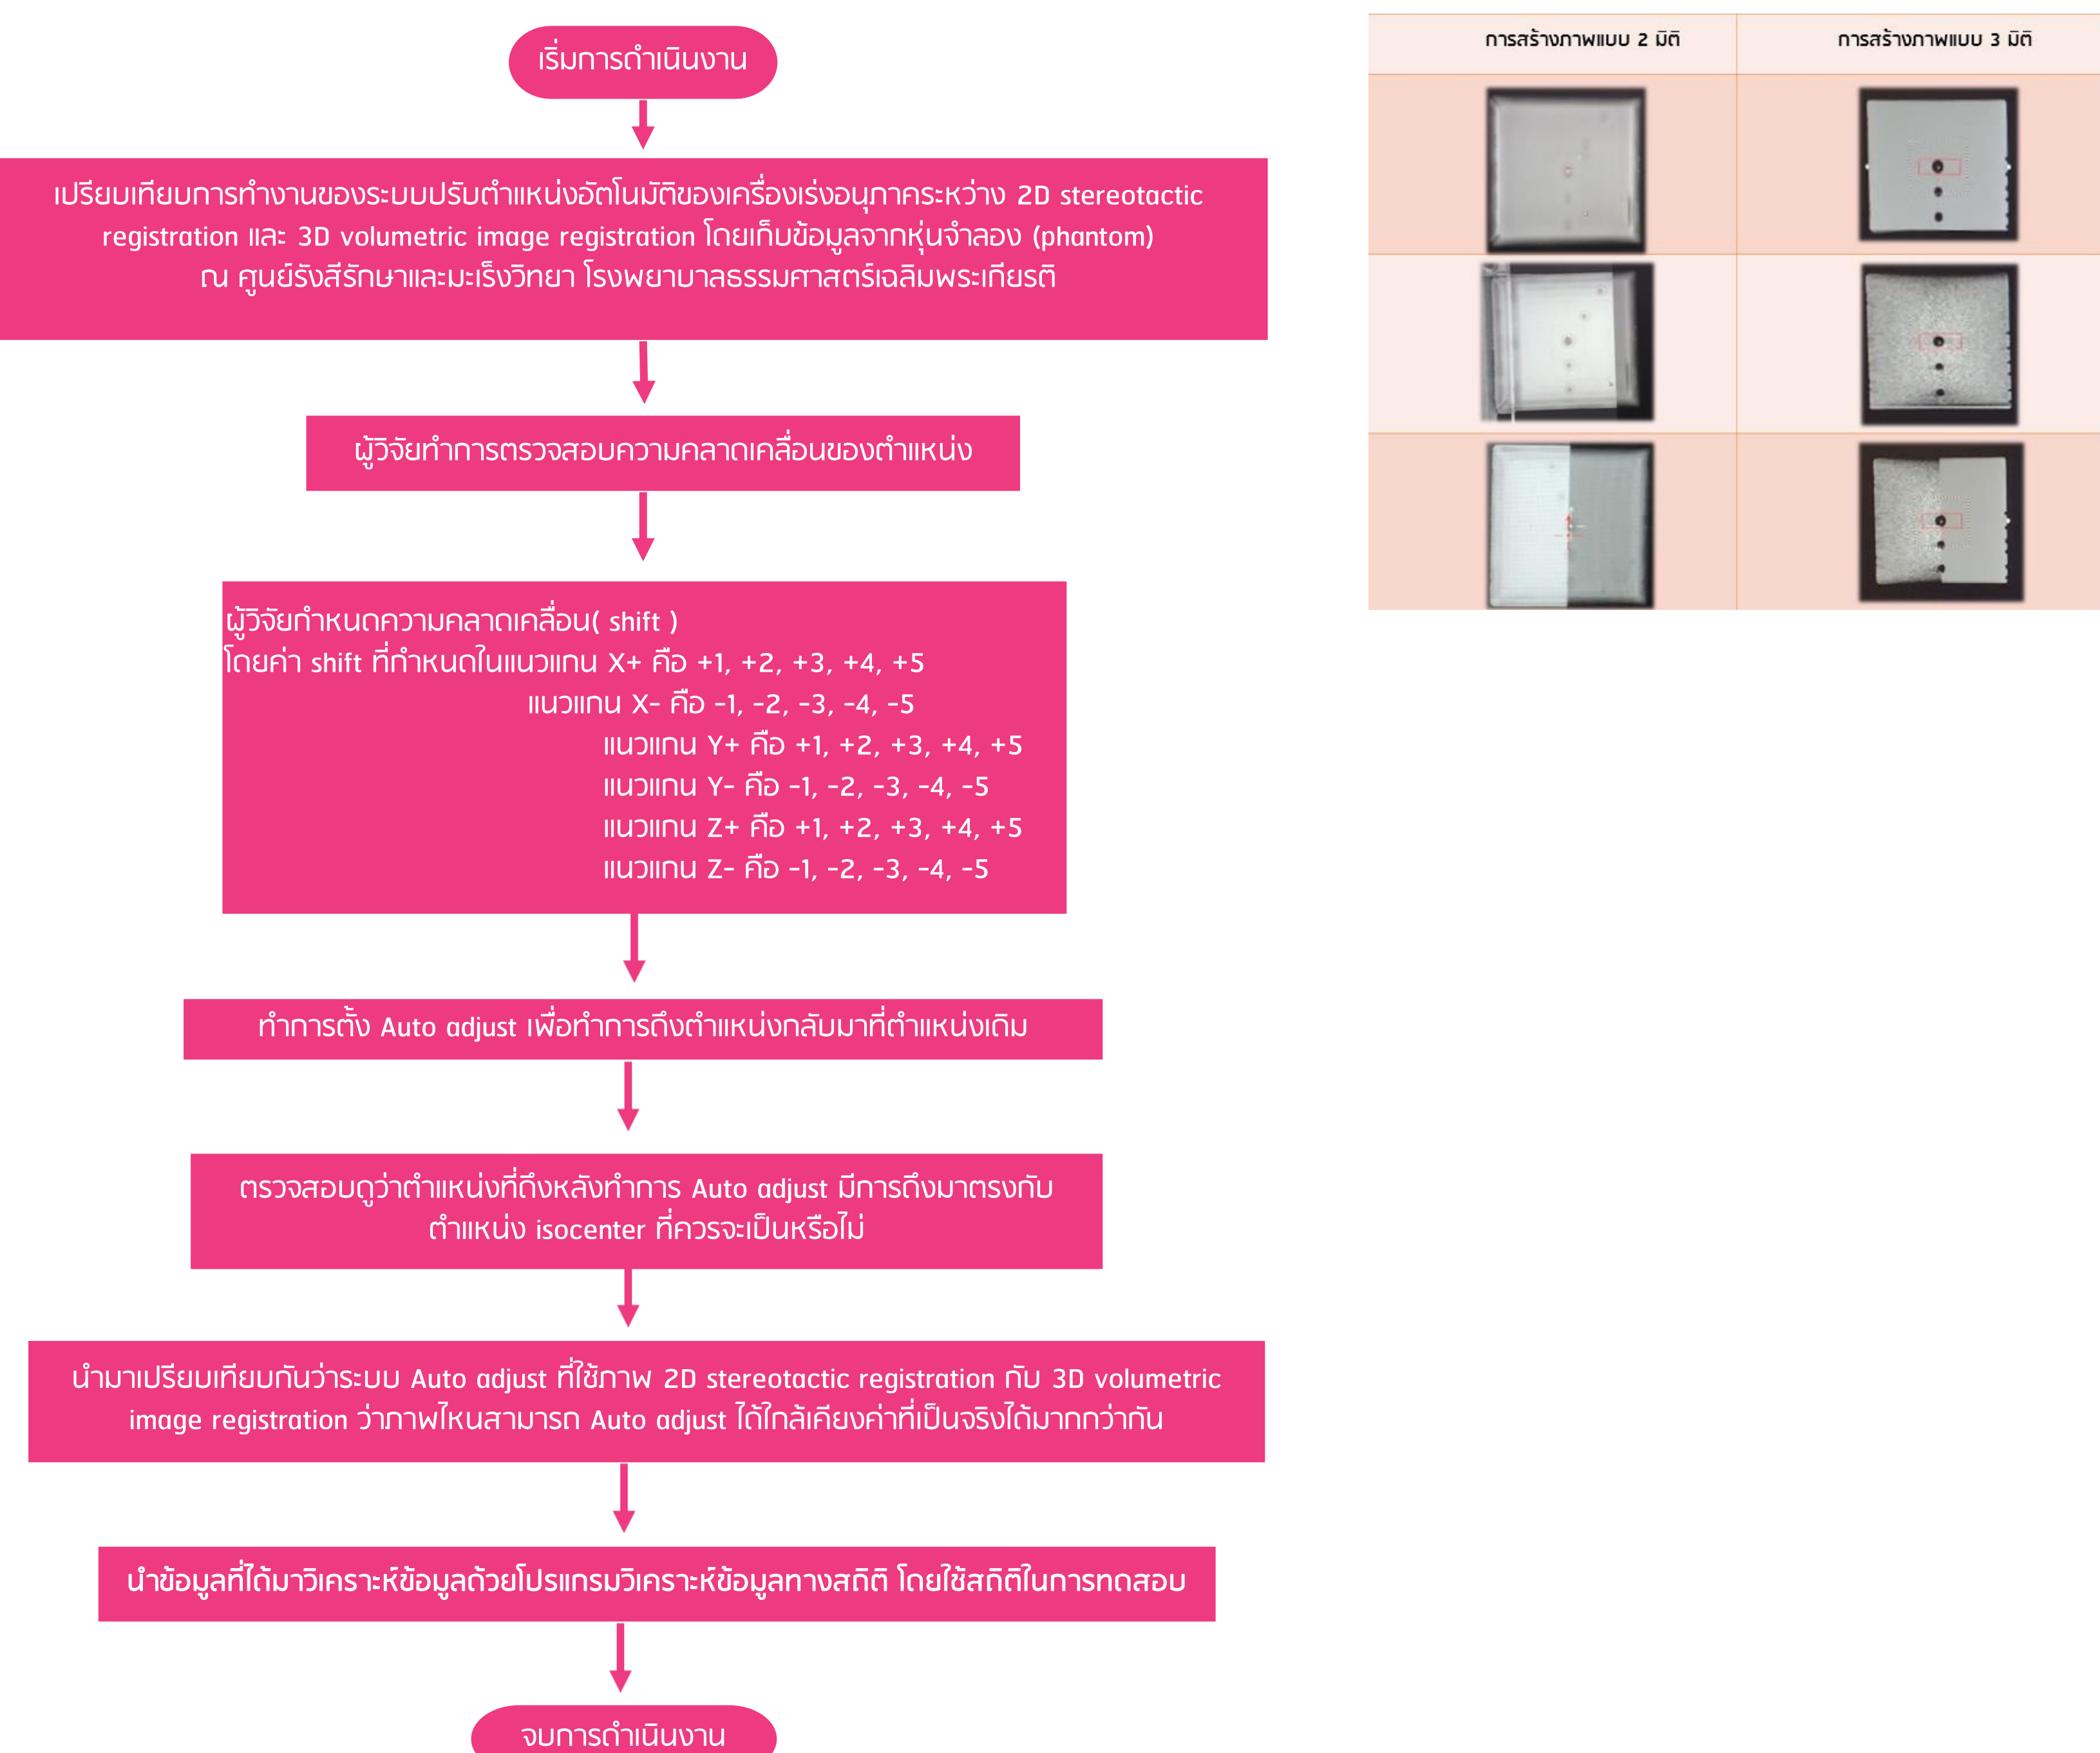 เริ่มการดำเนินงาน
เปรียบเทียบการทำงานของระบบปรับตำแหน่งอัตโนมัติของเครื่องเร่งอนุภาคระหว่าง 2D stereotactic
registration และ 3D volumetric image registration โดยเก็บข้อมูลจากหุ่นจำลอง (phantom)
ณ ศูนย์รังสีรักษาและมะเร็งวิทยา โรงพยาบาลธรรมศาสตร์เฉลิมพระเกียรติ
ผู้วิจัยทำการตรวจสอบความคลาดเคลื่อนของตำแหน่ง
ผู้วิจัยกำหนดความคลาดเคลื่อน( shift )
โดยค่า shift ที่กำหนดในแนวแกน X+ คือ +1, +2, +3, +4, +5
แนวแกน X- คือ -1, -2, -3, -4, -5
แนวแกน Y+ คือ +1, +2, +3, +4, +5
แนวแกน Y- คือ -1, -2, -3, -4, -5
แนวแกน Z+ คือ +1, +2, +3, +4, +5
แนวแกน Z- คือ -1, -2, -3, -4, -5
ทำการตั้ง Auto adjust เพื่อทำการดึงตำแหน่งกลับมาที่ตำแหน่งเดิม
ตรวจสอบดูว่าตำแหน่งที่ดึงหลังทำการ Auto adjust มีการดึงมาตรงกับ
ตำแหน่ง isocenter ที่ควรจะเป็นหรือไม่
นำมาเปรียบเทียบกันว่าระบบ Auto adjust ที่ใช้ภาพ 2D stereotactic registration กับ 3D volumetric
image registration ว่าภาพไหนสามารถ Auto adjust ได้ใกล้เคียงค่าที่เป็นจริงได้มากกว่ากัน
นำข้อมูลที่ได้มาวิเคราะห์ข้อมูลด้วยโปรแกรมวิเคราะห์ข้อมูลทางสถิติ โดยใช้สถิติในการทดสอบ
จบการดำเนินงาน
การสร้างภาพแบบ 2 มิติ
การสร้างภาพแบบ 3 มิติ